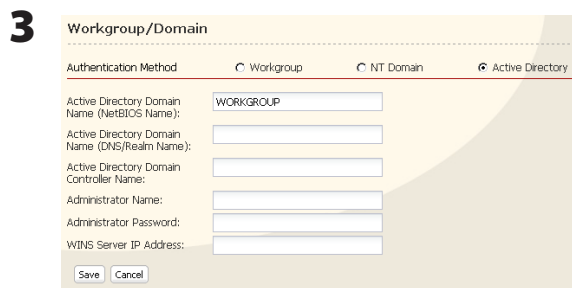 3
Workgroup/Domain
Authentication Method Workgroup NT Domain Active Directory
Active Directory Domain
Name (NetBIOS Name): WORKGROUP
Active Directory Domain
Name (DNS/Realm Name):
Active Directory Domain
Controller Name:
Administrator Name:
Administrator Password:
WINS Server IP Address:
Save Cancel